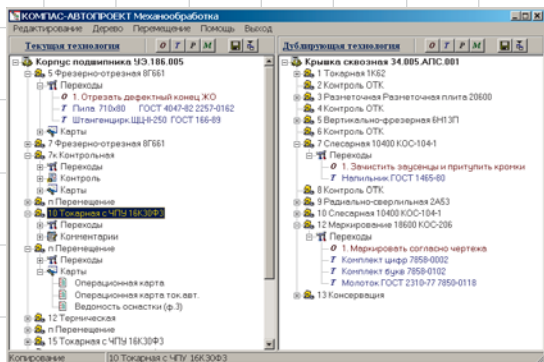 КОМПАС-АВТОПРОЕКТ Механообработка
Редактирование Дерево Перемещение Помощь Выход
Текущая технология О Т Р М
Корпус подшивника УЭ.186.005
5 Фрезерно-отрезная 8Г661
Переходы
О 1. Отрезать дефектный конец ЖО
Т Пила 710х80 ГОСТ 4047-82 2257-0162
Т Штангенцирк.ШЦ-II-250 ГОСТ 166-89
Карты
7 Фрезерно-отрезная 8Г661
7к Контрольная
Переходы
Контроль
Карты
п Перемещение
10 Токарная с ЧПУ 16К30Ф3
Переходы
Комментарии
п Перемещение
Переходы
Карты
Операционная карта
Операционная карта ток.авт.
Ведомость оснастки (ф.3)
12 Термическая
п Перемещение
15 Токарная с ЧПУ 16К30Ф3
Дублирующая технология О Т Р М
Крышка сквозная 34.005.АПС.001
1 Токарная 1К62
2 Контроль ОТК
3 Разметочная Разметочная плита 20600
4 Контроль ОТК
5 Вертикально-фрезерная 6Н13П
6 Контроль ОТК
7 Слесарная 10400 КОС-104-1
Переходы
О 1. Зачистить заусенцы и притупить кромки
Т Напильник ГОСТ 1465-80
8 Контроль ОТК
9 Радиально-сверлильная 2А53
10 Слесарная 10400 КОС-104-1
12 Маркирование 18600 КОС-206
Переходы
О 1. Маркировать согласно чертежа
Т Комплект цифр 7858-0002
Т Комплект букв 7858-0102
Т Молоток ГОСТ 2310-77 7850-0118
13 Консервация
Копирование 10 Токарная с ЧПУ 16К30Ф3